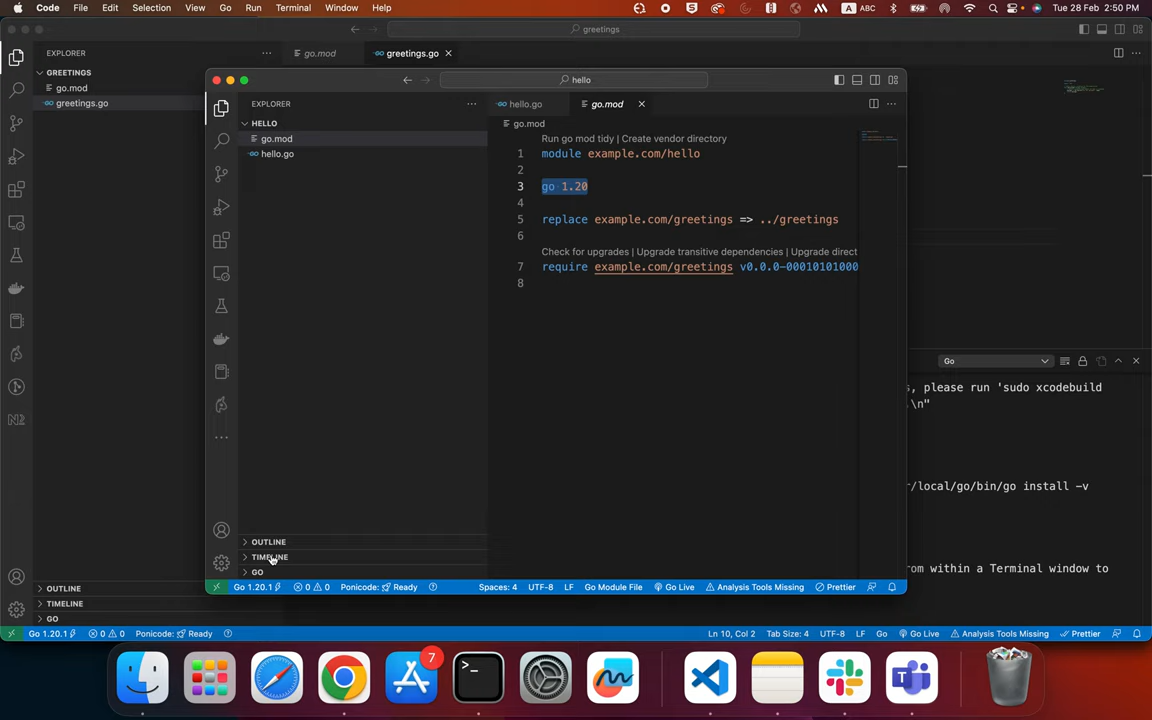 Code File Edit Selection View Go Run Terminal Window Help
A ABC Tue 28 Feb 2:50 PM
greetings
EXPLORER
go.mod
greetings.go
GREETINGS
go.mod
greetings.go
OUTLINE
TIMELINE
GO
Go
s, please run 'sudo xcodebuild
\n"
r/local/go/bin/go install -v
rom within a Terminal window to
Go 1.20.1 0 0 Ponicode: Ready
Ln 10, Col 2 Tab Size: 4 UTF-8 LF Go Go Live Analysis Tools Missing Prettier
hello
EXPLORER
HELLO
go.mod
hello.go
OUTLINE
TIMELINE
GO
hello.go go.mod
go.mod
Run go mod tidy | Create vendor directory
1 module example.com/hello
2
3 go 1.20
4
5 replace example.com/greetings => ../greetings
6
Check for upgrades | Upgrade transitive dependencies | Upgrade direct
7 require example.com/greetings v0.0.0-00010101000
8
Go 1.20.1 0 0 Ponicode: Ready
Spaces: 4 UTF-8 LF Go Module File Go Live Analysis Tools Missing Prettier
7
>_